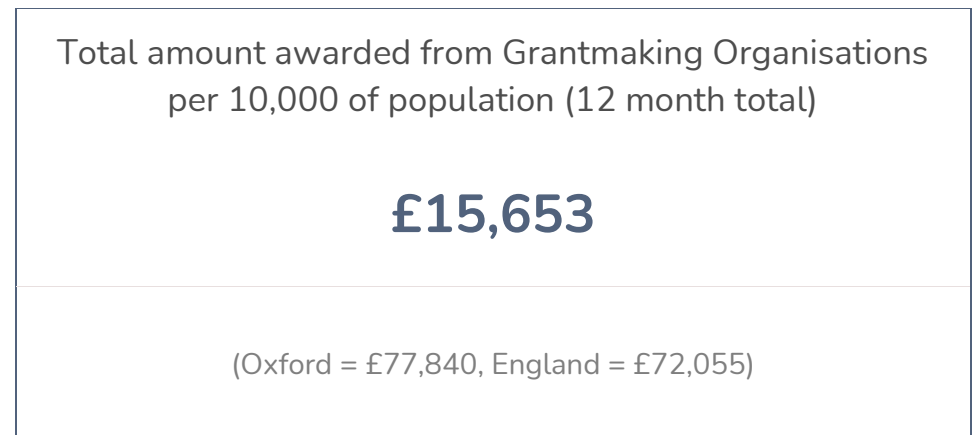 Total amount awarded from Grantmaking Organisations
per 10,000 of population (12 month total)
£15,653
(Oxford = £77,840, England = £72,055)